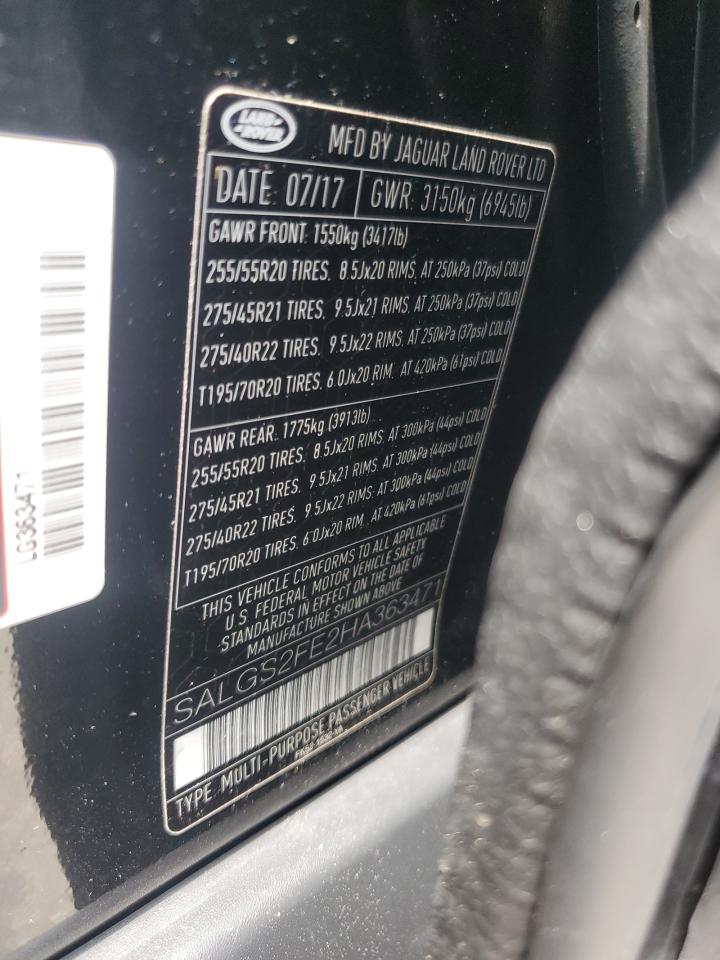 LAND ROVER
MFD BY JAGUAR LAND ROVER LTD
DATE: 07/17 GWR: 3150kg (6945lb)
GAWR FRONT: 1550kg (3417lb)
255/55R20 TIRES. 8.5Jx20 RIMS. AT 250kPa (37psi) COLD
275/45R21 TIRES. 9.5Jx21 RIMS, AT 250kPa (37psi) COLD
275/40R22 TIRES. 9.5Jx22 RIMS. AT 250kPa (37psi) COLD
T195/70R20 TIRES. 6.0Jx20 RIM, AT 420kPa (61psi) COLD
GAWR REAR: 1775kg (3913lb)
255/55R20 TIRES. 8.5Jx20 RIMS: AT 300kPa (44psi) COLD
275/45R21 TIRES. 9.5Jx21 RIMS: AT 300kPa (44psi) COLD
275/40R22 TIRES. 9.5Jx22 RIMS: AT 300kPa (44psi) COLD
T195/70R20 TIRES. 6.0Jx20 RIM, AT 420kPa (61psi) COLD
THIS VEHICLE CONFORMS TO ALL APPLICABLE
U.S. FEDERAL MOTOR VEHICLE SAFETY
STANDARDS IN EFFECT ON THE DATE OF
MANUFACTURE SHOWN ABOVE.
SALGS2FE2HA363471
TYPE: MULTI-PURPOSE PASSENGER VEHICLE
LG363471